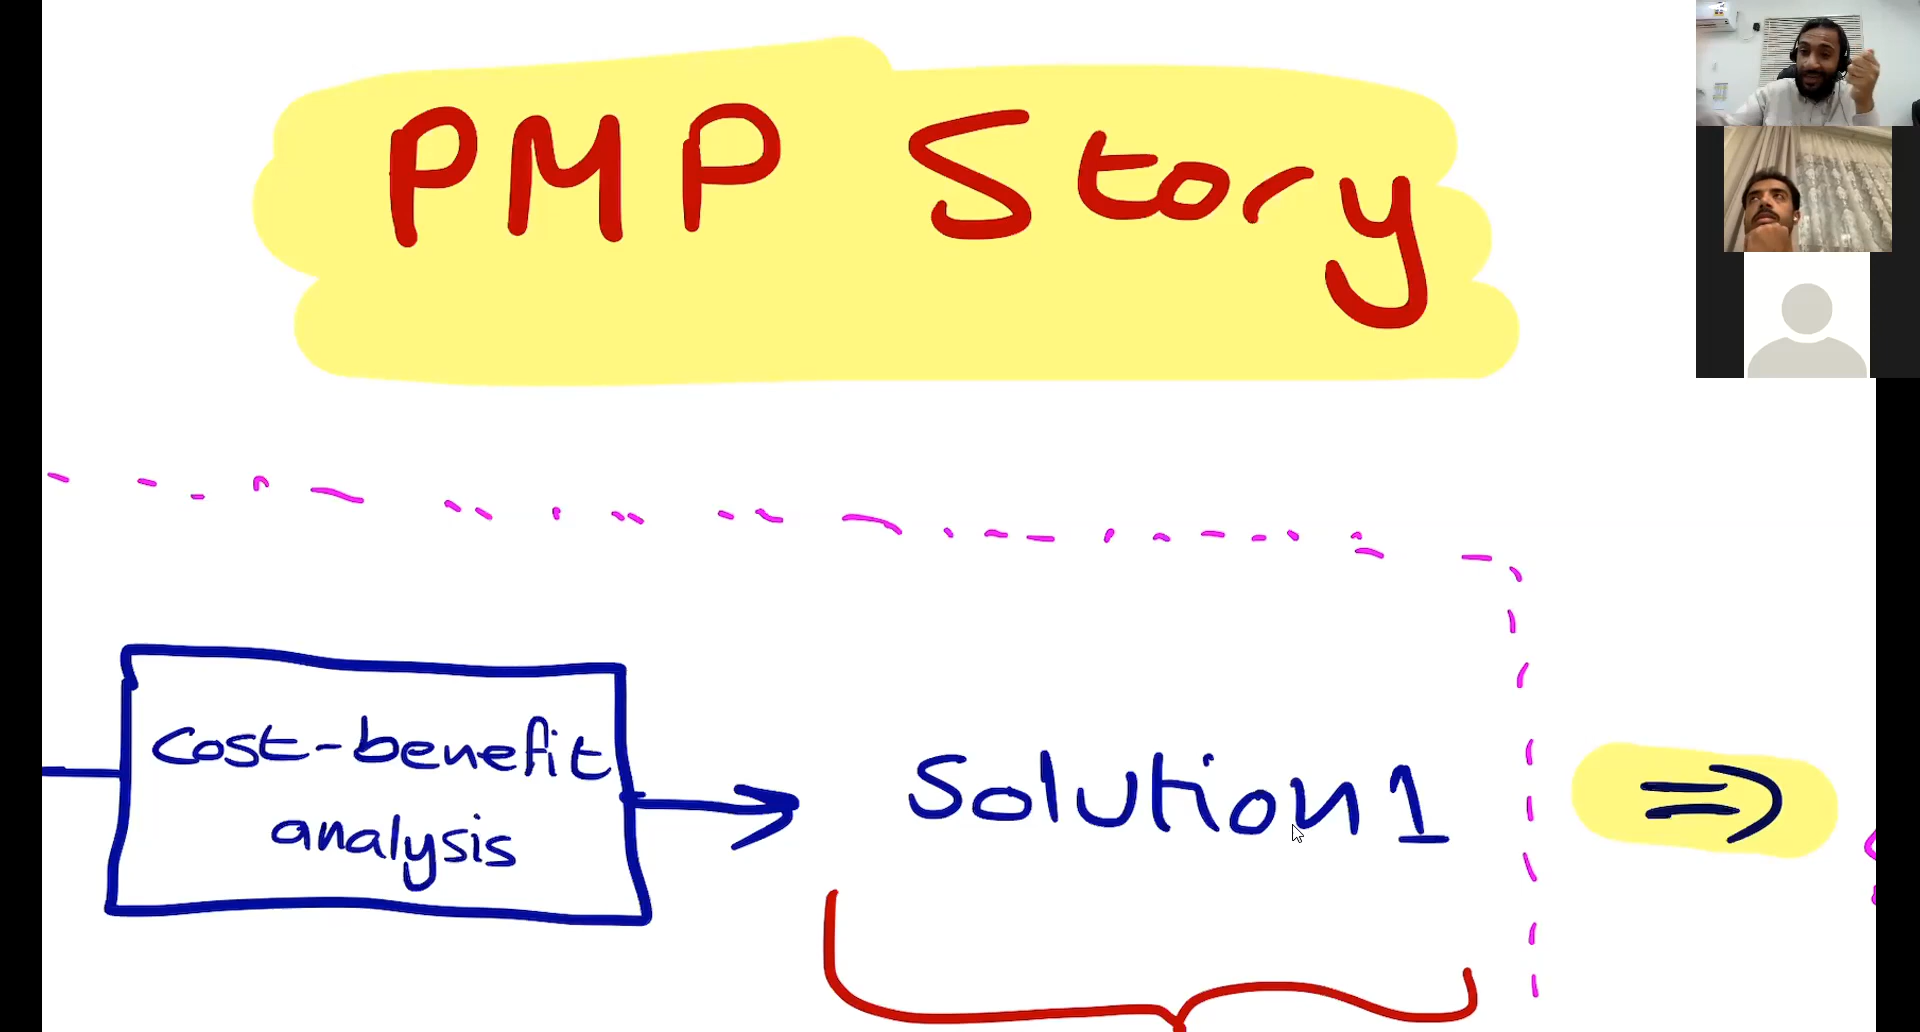 PMP Story
cost-benefit
analysis
Solution 1
=>